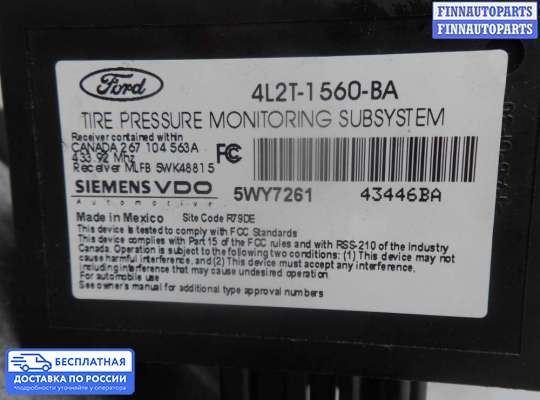 FINNAUTOPARTS
FINNAUTOPARTS
FINNAUTOPARTS
Ford
4L2T-1560-BA
TIRE PRESSURE MONITORING SUBSYSTEM
Receiver contained within
CANADA 267 104 563A
433.92 Mhz
Receiver MLFB 5WK48815
FC
SIEMENS VDO
Automotive
5WY7261
43446BA
Made in Mexico Site Code R79DE
This device is tested to comply with FCC Standards
This device complies with Part 15 of the FCC rules and with RSS-210 of the Industry
Canada. Operation is subject to the following two conditions: (1) This device may not
cause harmful interference, and (2) This device must accept any interference,
including interference that may cause undesired operation
For automobile use
See owner's manual for additional type approval numbers
БЕСПЛАТНАЯ
ДОСТАВКА ПО РОССИИ
подробности уточняйте у оператора